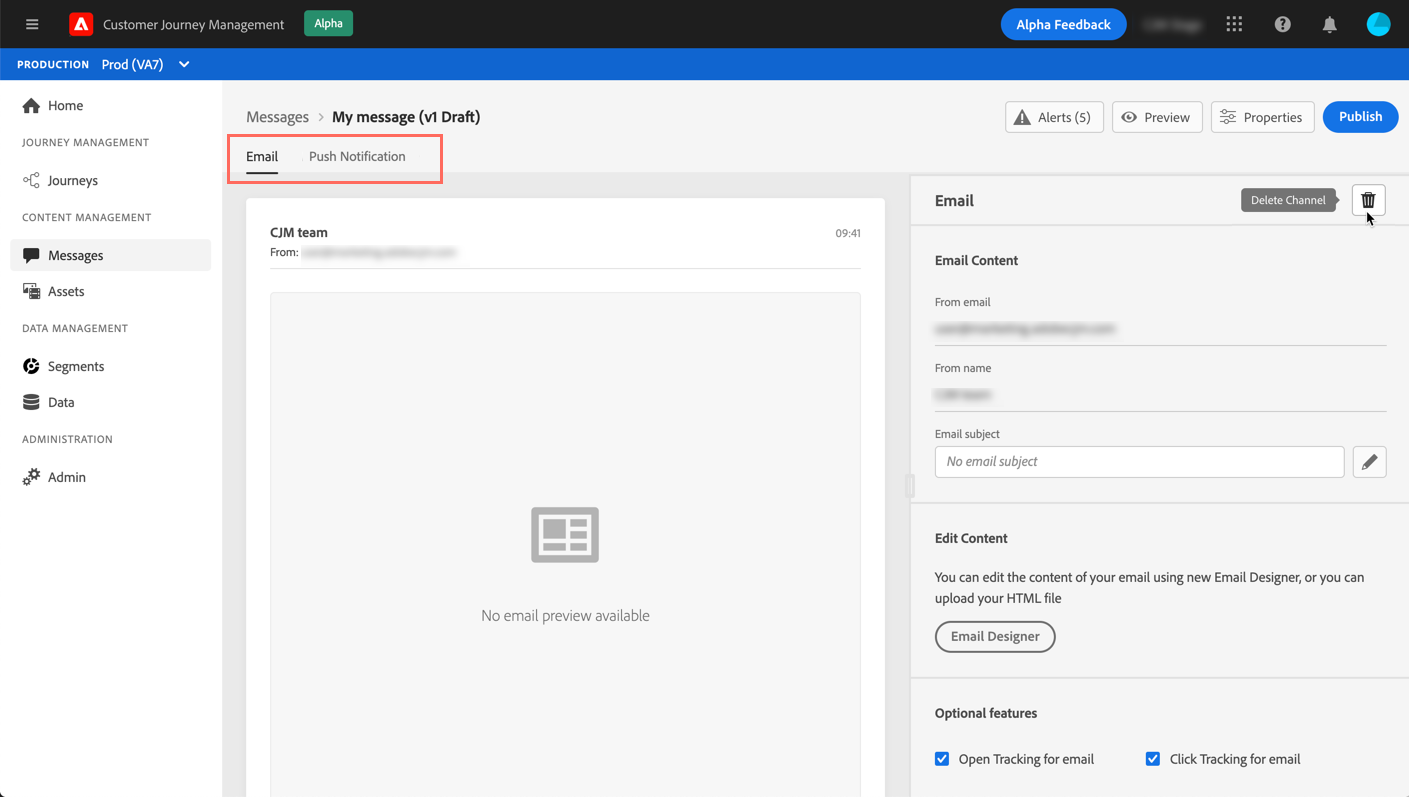 Customer Journey Management
Alpha
Alpha Feedback
PRODUCTION Prod (VA7)
Home
JOURNEY MANAGEMENT
Journeys
CONTENT MANAGEMENT
Messages
Assets
DATA MANAGEMENT
Segments
Data
ADMINISTRATION
Admin
Messages > My message (v1 Draft)
Alerts (5)
Preview
Properties
Publish
Email
Push Notification
CJM team
09:41
From:
No email preview available
Email
Delete Channel
Email Content
From email
From name
Email subject
No email subject
Edit Content
You can edit the content of your email using new Email Designer, or you can
upload your HTML file
Email Designer
Optional features
Open Tracking for email
Click Tracking for email